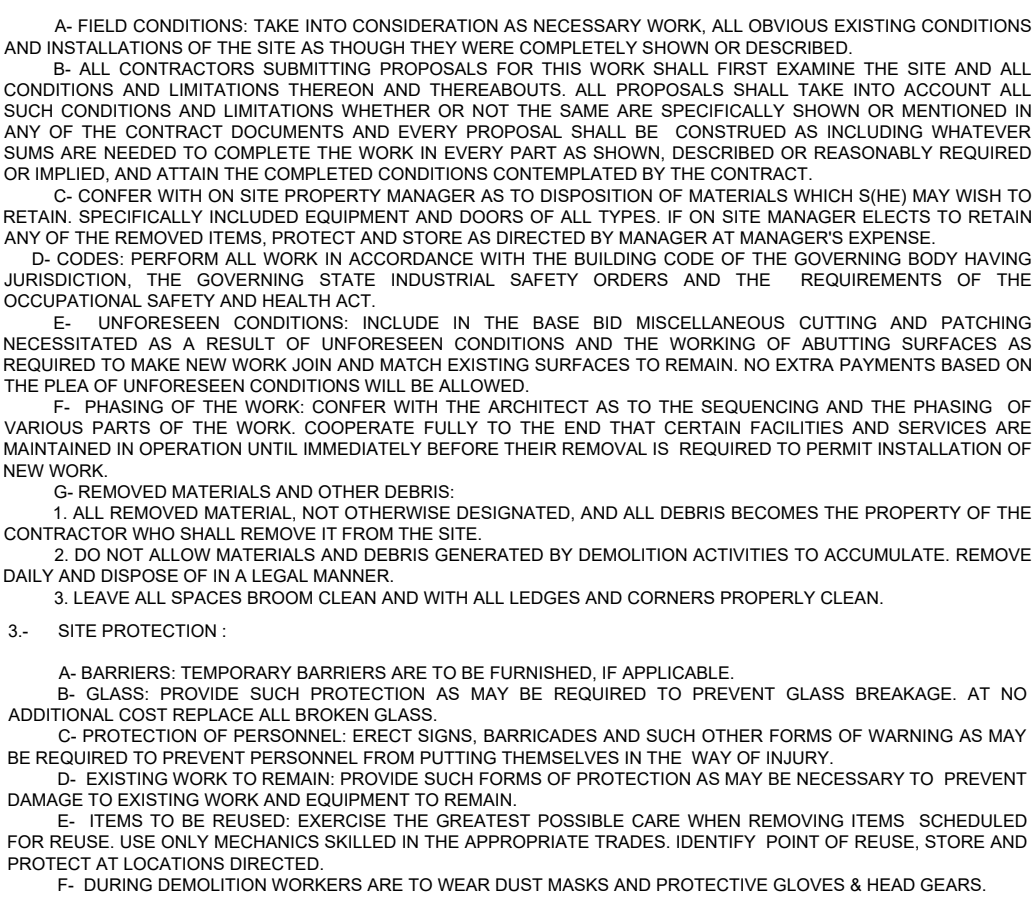 A- FIELD CONDITIONS: TAKE INTO CONSIDERATION AS NECESSARY WORK, ALL OBVIOUS EXISTING CONDITIONS
AND INSTALLATIONS OF THE SITE AS THOUGH THEY WERE COMPLETELY SHOWN OR DESCRIBED.
B- ALL CONTRACTORS SUBMITTING PROPOSALS FOR THIS WORK SHALL FIRST EXAMINE THE SITE AND ALL
CONDITIONS AND LIMITATIONS THEREON AND THEREABOUTS. ALL PROPOSALS SHALL TAKE INTO ACCOUNT ALL
SUCH CONDITIONS AND LIMITATIONS WHETHER OR NOT THE SAME ARE SPECIFICALLY SHOWN OR MENTIONED IN
ANY OF THE CONTRACT DOCUMENTS AND EVERY PROPOSAL SHALL BE CONSTRUED AS INCLUDING WHATEVER
SUMS ARE NEEDED TO COMPLETE THE WORK IN EVERY PART AS SHOWN, DESCRIBED OR REASONABLY REQUIRED
OR IMPLIED, AND ATTAIN THE COMPLETED CONDITIONS CONTEMPLATED BY THE CONTRACT.
C- CONFER WITH ON SITE PROPERTY MANAGER AS TO DISPOSITION OF MATERIALS WHICH S(HE) MAY WISH TO
RETAIN. SPECIFICALLY INCLUDED EQUIPMENT AND DOORS OF ALL TYPES. IF ON SITE MANAGER ELECTS TO RETAIN
ANY OF THE REMOVED ITEMS, PROTECT AND STORE AS DIRECTED BY MANAGER AT MANAGER'S EXPENSE.
D- CODES: PERFORM ALL WORK IN ACCORDANCE WITH THE BUILDING CODE OF THE GOVERNING BODY HAVING
JURISDICTION, THE GOVERNING STATE INDUSTRIAL SAFETY ORDERS AND THE REQUIREMENTS OF THE
OCCUPATIONAL SAFETY AND HEALTH ACT.
E- UNFORESEEN CONDITIONS: INCLUDE IN THE BASE BID MISCELLANEOUS CUTTING AND PATCHING
NECESSITATED AS A RESULT OF UNFORESEEN CONDITIONS AND THE WORKING OF ABUTTING SURFACES AS
REQUIRED TO MAKE NEW WORK JOIN AND MATCH EXISTING SURFACES TO REMAIN. NO EXTRA PAYMENTS BASED ON
THE PLEA OF UNFORESEEN CONDITIONS WILL BE ALLOWED.
F- PHASING OF THE WORK: CONFER WITH THE ARCHITECT AS TO THE SEQUENCING AND THE PHASING OF
VARIOUS PARTS OF THE WORK. COOPERATE FULLY TO THE END THAT CERTAIN FACILITIES AND SERVICES ARE
MAINTAINED IN OPERATION UNTIL IMMEDIATELY BEFORE THEIR REMOVAL IS REQUIRED TO PERMIT INSTALLATION OF
NEW WORK.
G- REMOVED MATERIALS AND OTHER DEBRIS:
1. ALL REMOVED MATERIAL, NOT OTHERWISE DESIGNATED, AND ALL DEBRIS BECOMES THE PROPERTY OF THE
CONTRACTOR WHO SHALL REMOVE IT FROM THE SITE.
2. DO NOT ALLOW MATERIALS AND DEBRIS GENERATED BY DEMOLITION ACTIVITIES TO ACCUMULATE. REMOVE
DAILY AND DISPOSE OF IN A LEGAL MANNER.
3. LEAVE ALL SPACES BROOM CLEAN AND WITH ALL LEDGES AND CORNERS PROPERLY CLEAN.
3.- SITE PROTECTION :
A- BARRIERS: TEMPORARY BARRIERS ARE TO BE FURNISHED, IF APPLICABLE.
B- GLASS: PROVIDE SUCH PROTECTION AS MAY BE REQUIRED TO PREVENT GLASS BREAKAGE. AT NO
ADDITIONAL COST REPLACE ALL BROKEN GLASS.
C- PROTECTION OF PERSONNEL: ERECT SIGNS, BARRICADES AND SUCH OTHER FORMS OF WARNING AS MAY
BE REQUIRED TO PREVENT PERSONNEL FROM PUTTING THEMSELVES IN THE WAY OF INJURY.
D- EXISTING WORK TO REMAIN: PROVIDE SUCH FORMS OF PROTECTION AS MAY BE NECESSARY TO PREVENT
DAMAGE TO EXISTING WORK AND EQUIPMENT TO REMAIN.
E- ITEMS TO BE REUSED: EXERCISE THE GREATEST POSSIBLE CARE WHEN REMOVING ITEMS SCHEDULED
FOR REUSE. USE ONLY MECHANICS SKILLED IN THE APPROPRIATE TRADES. IDENTIFY POINT OF REUSE, STORE AND
PROTECT AT LOCATIONS DIRECTED.
F- DURING DEMOLITION WORKERS ARE TO WEAR DUST MASKS AND PROTECTIVE GLOVES & HEAD GEARS.